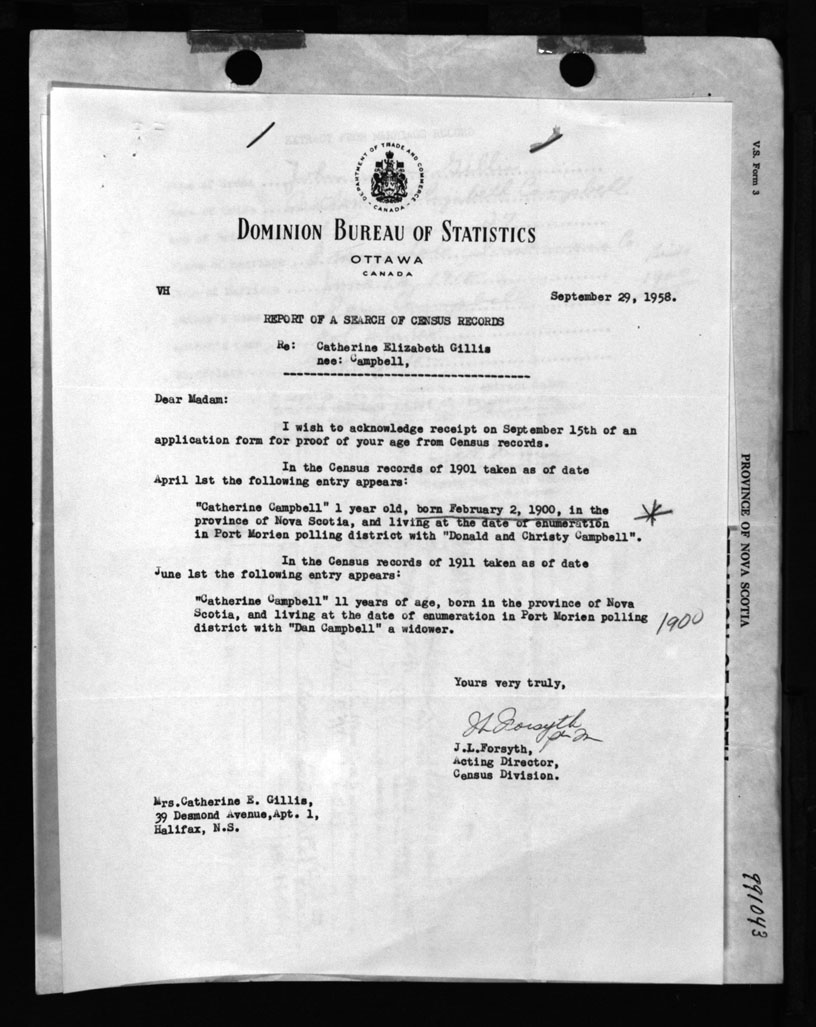 DEPARTMENT OF TRADE AND COMMERCE
CANADA
DOMINION BUREAU OF STATISTICS
OTTAWA
CANADA
VH
September 29, 1958.
REPORT OF A SEARCH OF CENSUS RECORDS
Re: Catherine Elizabeth Gillis
nee: Campbell,
Dear Madam:
I wish to acknowledge receipt on September 15th of an
application form for proof of your age from Census records.
In the Census records of 1901 taken as of date
April 1st the following entry appears:
"Catherine Campbell" 1 year old, born February 2, 1900, in the
province of Nova Scotia, and living at the date of enumeration
in Port Morien polling district with "Donald and Christy Campbell".
In the Census records of 1911 taken as of date
June 1st the following entry appears:
"Catherine Campbell" 11 years of age, born in the province of Nova
Scotia, and living at the date of enumeration in Port Morien polling
district with "Dan Campbell" a widower.
1900
Yours very truly,
J L Forsyth
J.L.Forsyth,
Acting Director,
Census Division.
Mrs.Catherine E. Gillis,
39 Desmond Avenue,Apt. 1,
Halifax, N.S.
V.S. Form 3
PROVINCE OF NOVA SCOTIA
991043